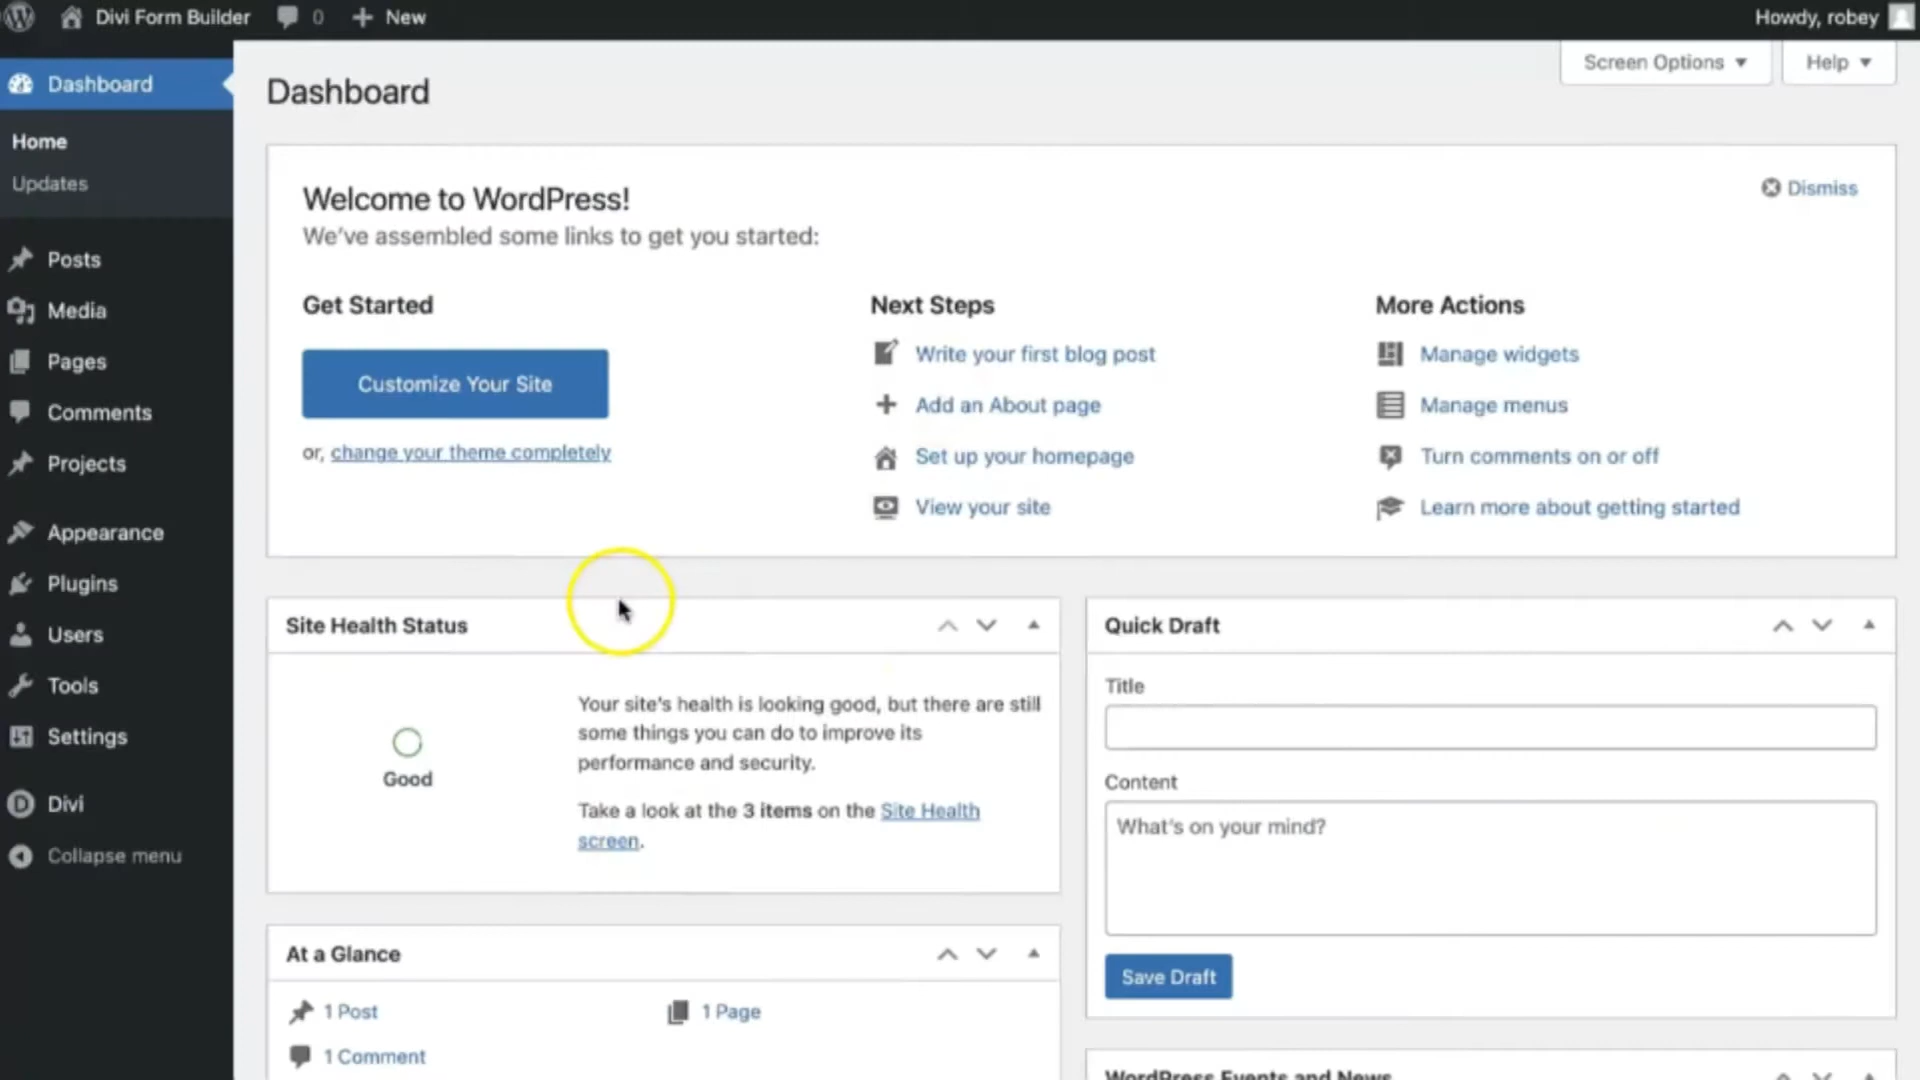 Divi Form Builder
0
New
Howdy, robey
Dashboard
Home
Updates
Posts
Media
Pages
Comments
Projects
Appearance
Plugins
Users
Tools
Settings
Divi
Collapse menu
Screen Options
Help
Dashboard
Welcome to WordPress!
We've assembled some links to get you started:
Dismiss
Get Started
Customize Your Site
or, change your theme completely
Next Steps
Write your first blog post
Add an About page
Set up your homepage
View your site
More Actions
Manage widgets
Manage menus
Turn comments on or off
Learn more about getting started
Site Health Status
Good
Your site's health is looking good, but there are still
some things you can do to improve its
performance and security.
Take a look at the 3 items on the Site Health
screen.
At a Glance
1 Post
1 Page
1 Comment
Quick Draft
Title
Content
What's on your mind?
Save Draft
WordPress Events and News